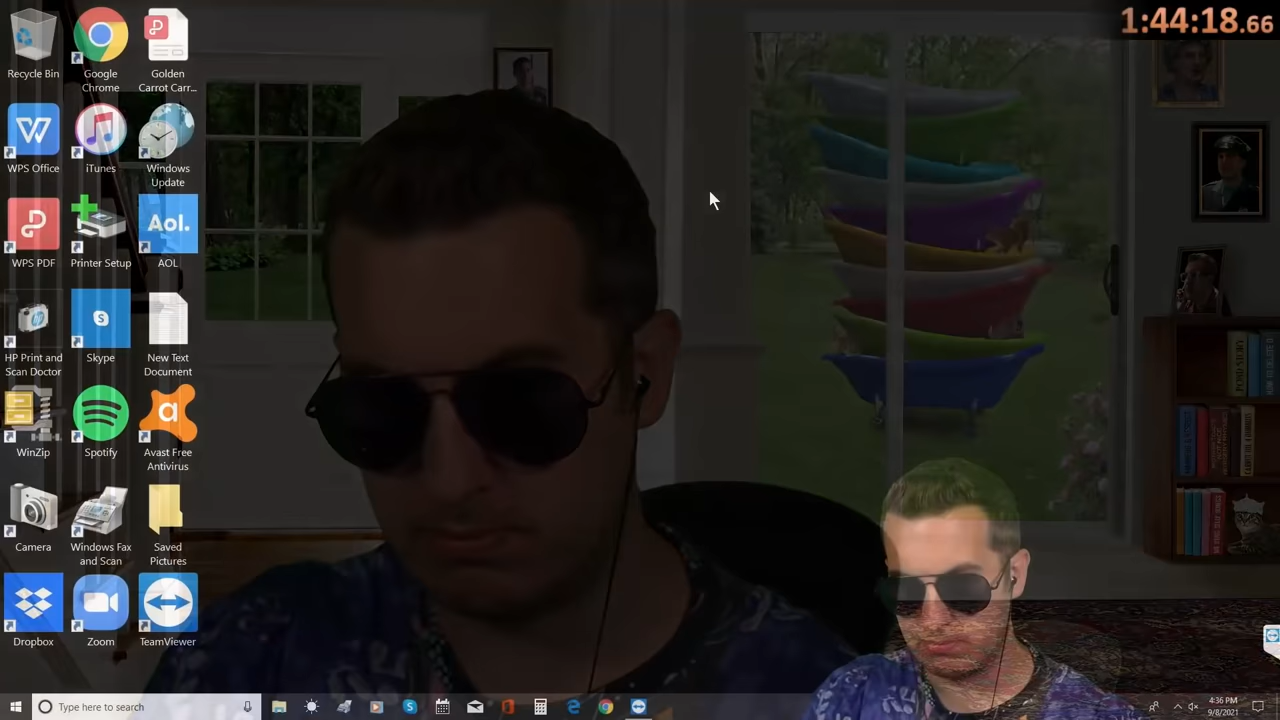 1:44:18.66
Recycle Bin
Google
Chrome
Golden
Carrot Carr...
W
WPS Office
iTunes
Windows
Update
WPS PDF
Printer Setup
Aol.
AOL
hp
HP Print and
Scan Doctor
S
Skype
New Text
Document
WinZip
Spotify
a
Avast Free
Antivirus
Camera
Windows Fax
and Scan
Saved
Pictures
Dropbox
Zoom
TeamViewer
Type here to search
4:36 PM
9/8/2021